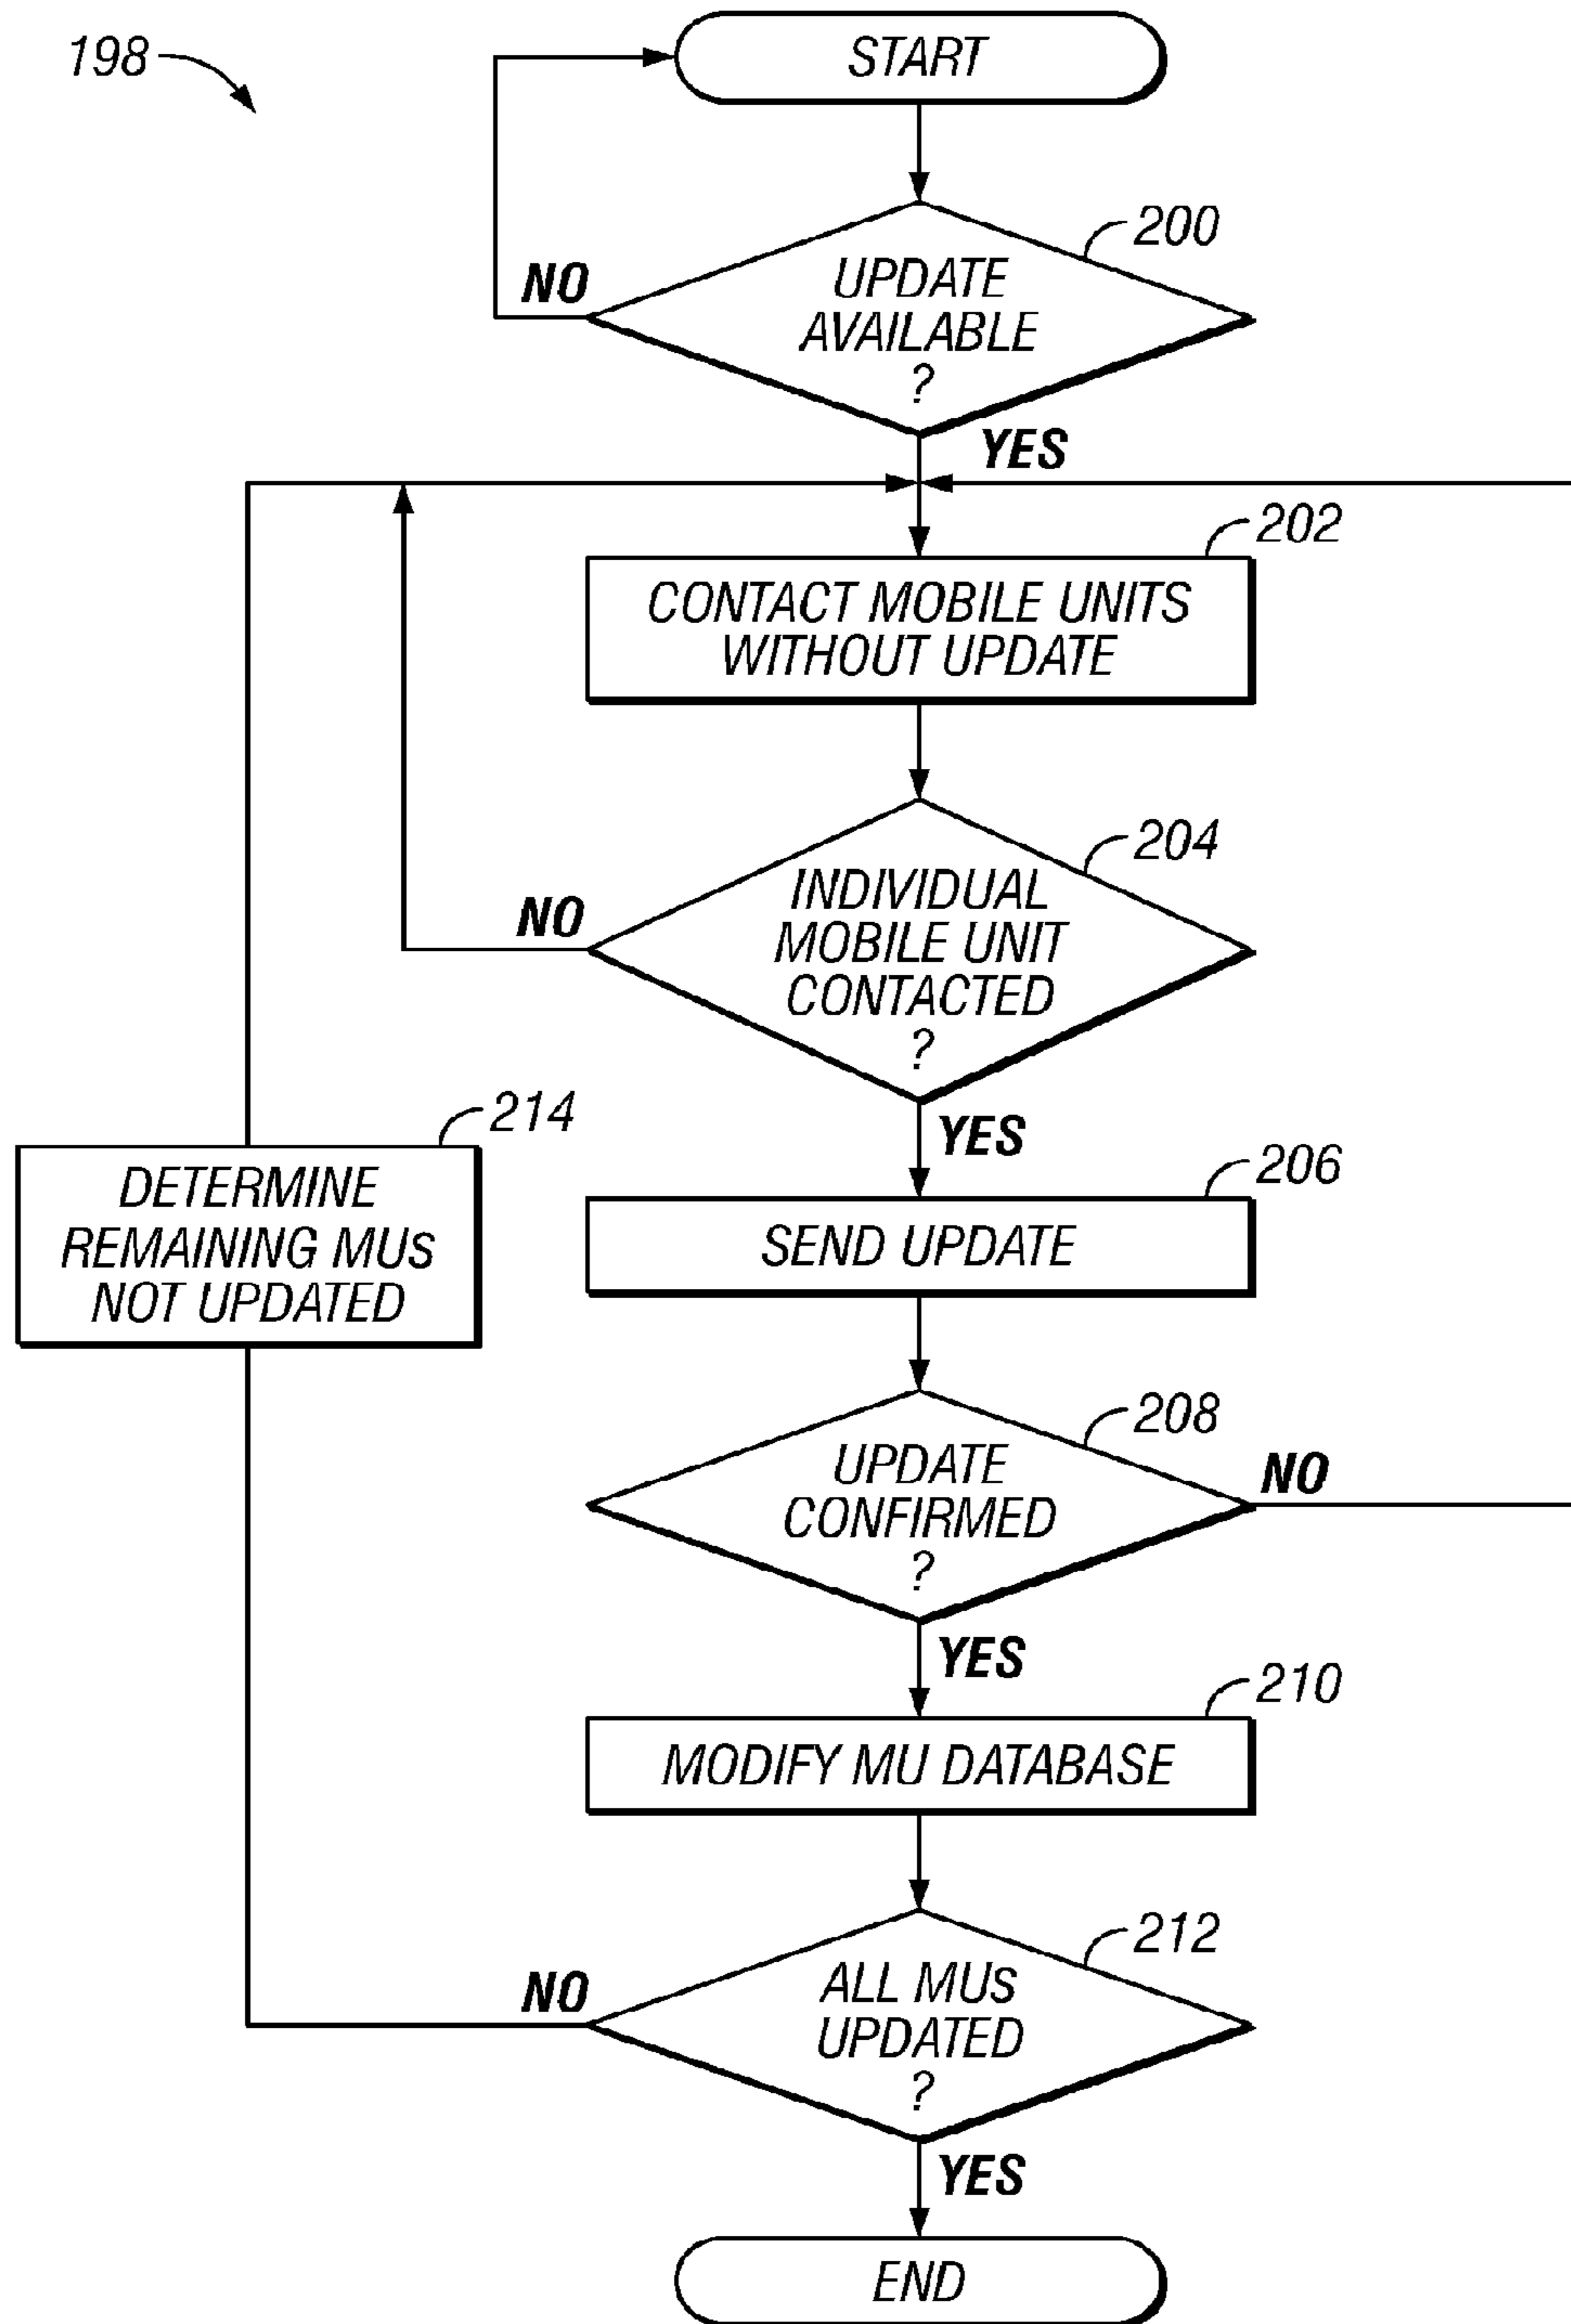 198
START
200
UPDATE
AVAILABLE
?
NO
YES
202
CONTACT MOBILE UNITS
WITHOUT UPDATE
204
INDIVIDUAL
MOBILE UNIT
CONTACTED
?
NO
YES
214
DETERMINE
REMAINING MUs
NOT UPDATED
206
SEND UPDATE
208
UPDATE
CONFIRMED
?
NO
YES
210
MODIFY MU DATABASE
212
ALL MUs
UPDATED
?
NO
YES
END